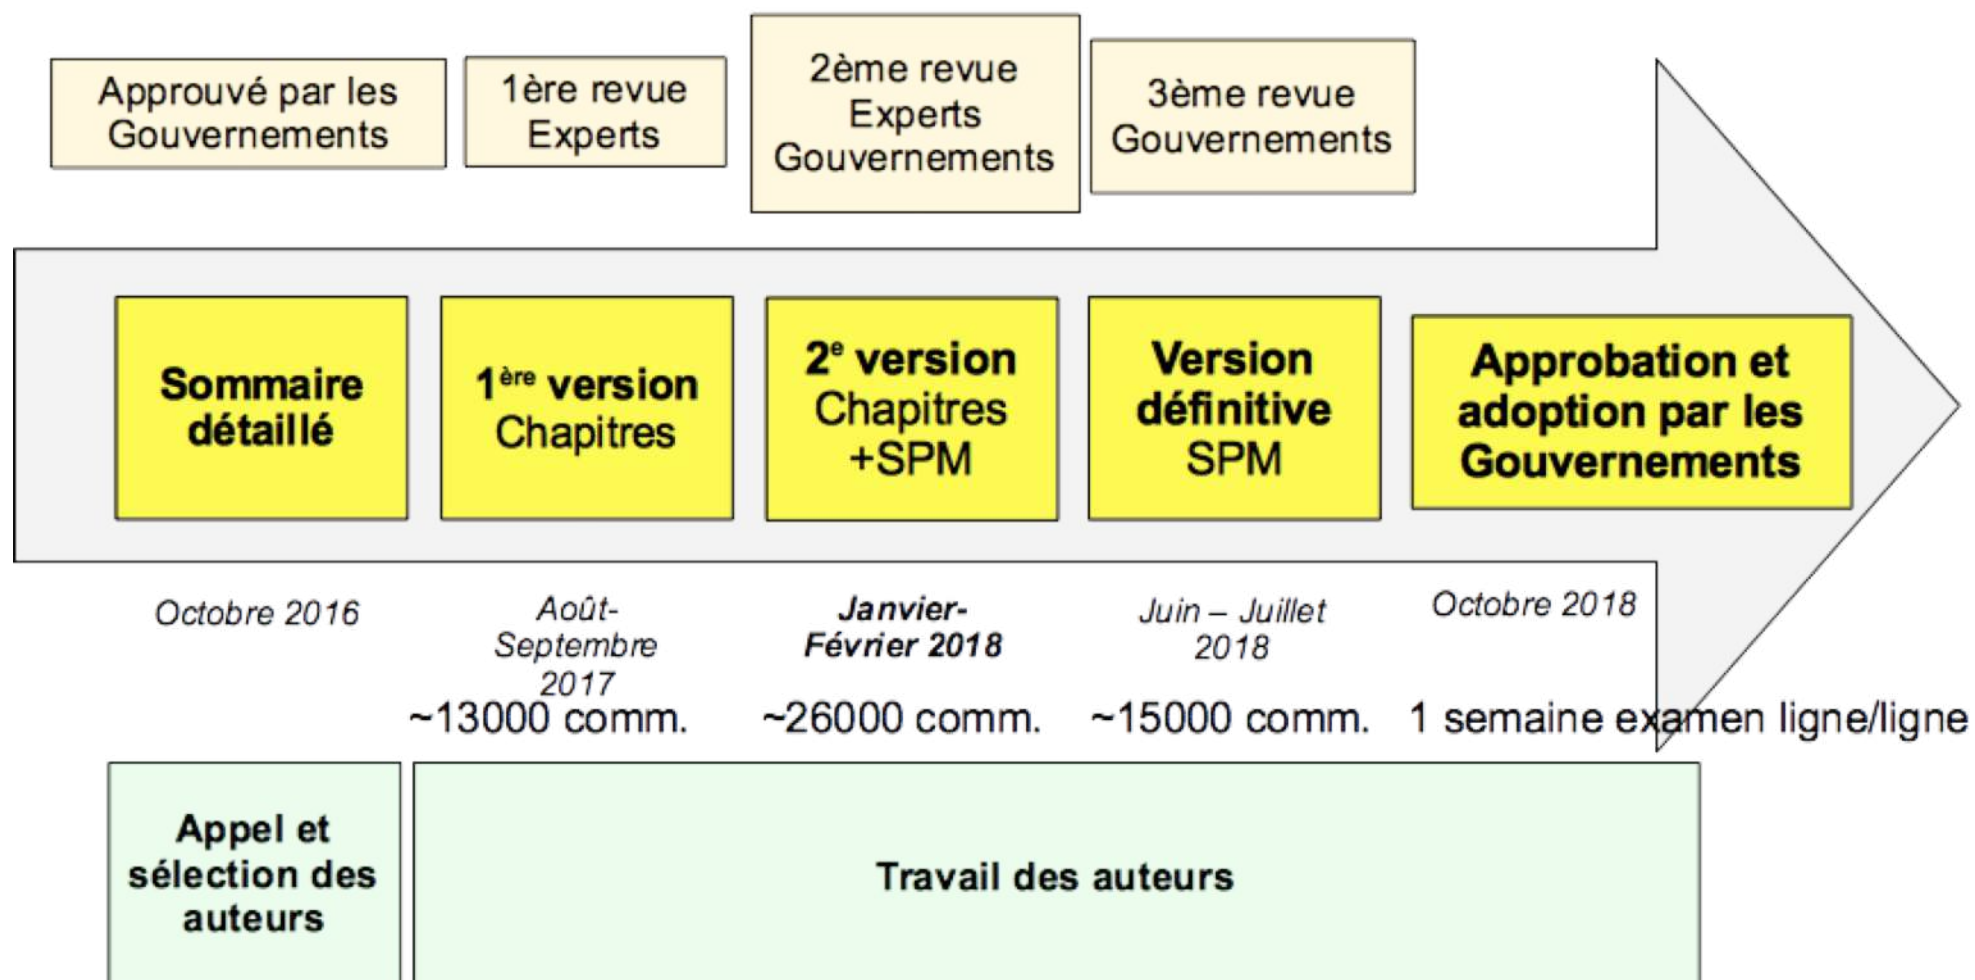 Approuvé par les
Gouvernements
1ère revue
Experts
2ème revue
Experts
Gouvernements
3ème revue
Gouvernements
Sommaire
détaillé
1ère version
Chapitres
2e version
Chapitres
+SPM
Version
définitive
SPM
Approbation et
adoption par les
Gouvernements
Octobre 2016
Août-
Septembre
2017
Janvier-
Février 2018
Juin – Juillet
2018
Octobre 2018
~13000 comm.
~26000 comm.
~15000 comm.
1 semaine examen ligne/ligne
Appel et
sélection des
auteurs
Travail des auteurs